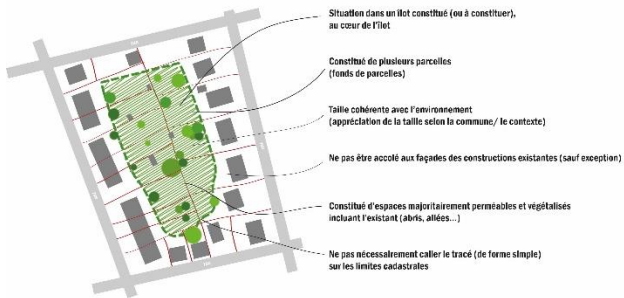 Situation dans un îlot constitué (ou à constituer),
au cœur de l'îlot
Constitué de plusieurs parcelles
(fonds de parcelles)
Taille cohérente avec l'environnement
(appréciation de la taille selon la commune/ le contexte)
Ne pas être accolé aux façades des constructions existantes (sauf exception)
Constitué d'espaces majoritairement perméables et végétalisés
incluant l'existant (abris, allées...)
Ne pas nécessairement caller le tracé (de forme simple)
sur les limites cadastrales